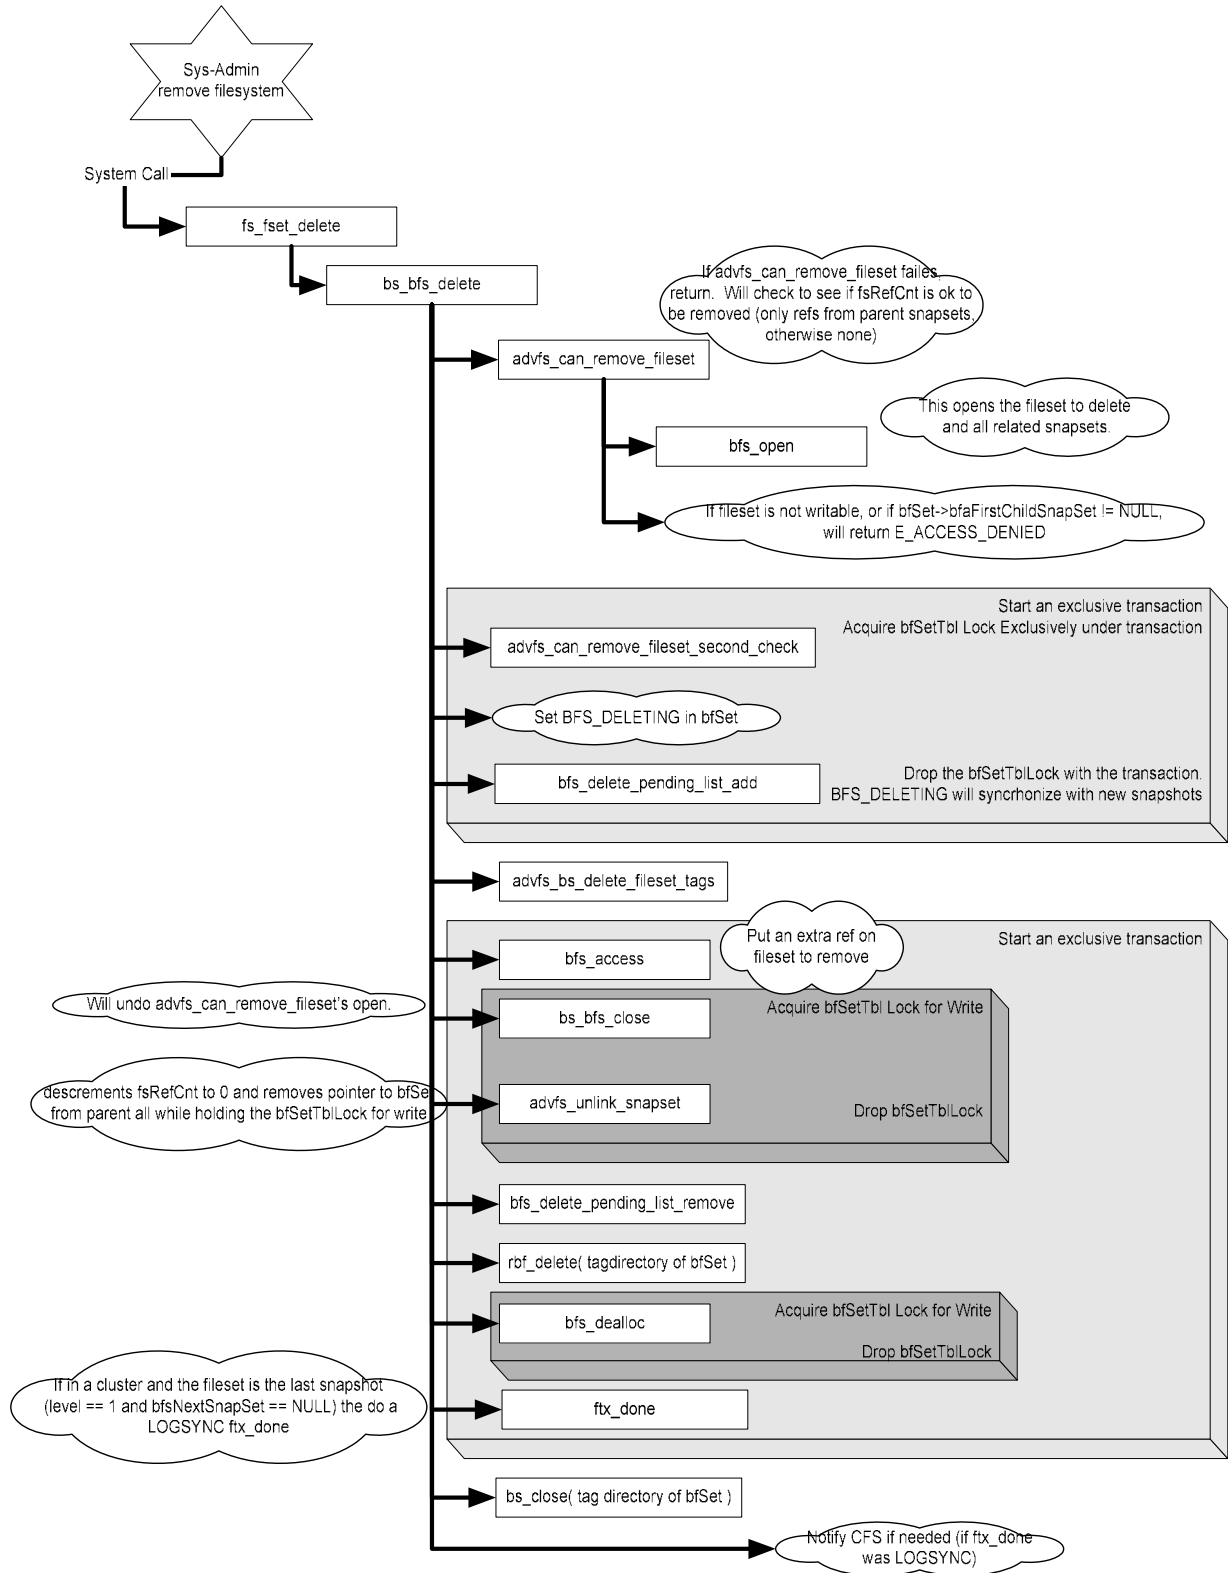 Sys-Admin
remove filesystem
System Call
fs_fset_delete
bs_bfs_delete
If advfs_can_remove_fileset failes,
return. Will check to see if fsRefCnt is ok to
be removed (only refs from parent snapsets,
otherwise none)
advfs_can_remove_fileset
This opens the fileset to delete
and all related snapsets.
bfs_open
If fileset is not writable, or if bfSet->bfaFirstChildSnapSet != NULL,
will return E_ACCESS_DENIED
Start an exclusive transaction
Acquire bfSetTbl Lock Exclusively under transaction
advfs_can_remove_fileset_second_check
Set BFS_DELETING in bfSet
bfs_delete_pending_list_add
Drop the bfSetTblLock with the transaction.
BFS_DELETING will syncrhonize with new snapshots
advfs_bs_delete_fileset_tags
Put an extra ref on
fileset to remove
Start an exclusive transaction
bfs_access
Will undo advfs_can_remove_fileset's open.
Acquire bfSetTbl Lock for Write
bs_bfs_close
descrements fsRefCnt to 0 and removes pointer to bfSe
from parent all while holding the bfSetTblLock for write
advfs_unlink_snapset
Drop bfSetTblLock
bfs_delete_pending_list_remove
rbf_delete( tagdirectory of bfSet )
Acquire bfSetTbl Lock for Write
bfs_dealloc
Drop bfSetTblLock
If in a cluster and the fileset is the last snapshot
(level == 1 and bfsNextSnapSet == NULL) the do a
LOGSYNC ftx_done
ftx_done
bs_close( tag directory of bfSet )
Notify CFS if needed (if ftx_done
was LOGSYNC)